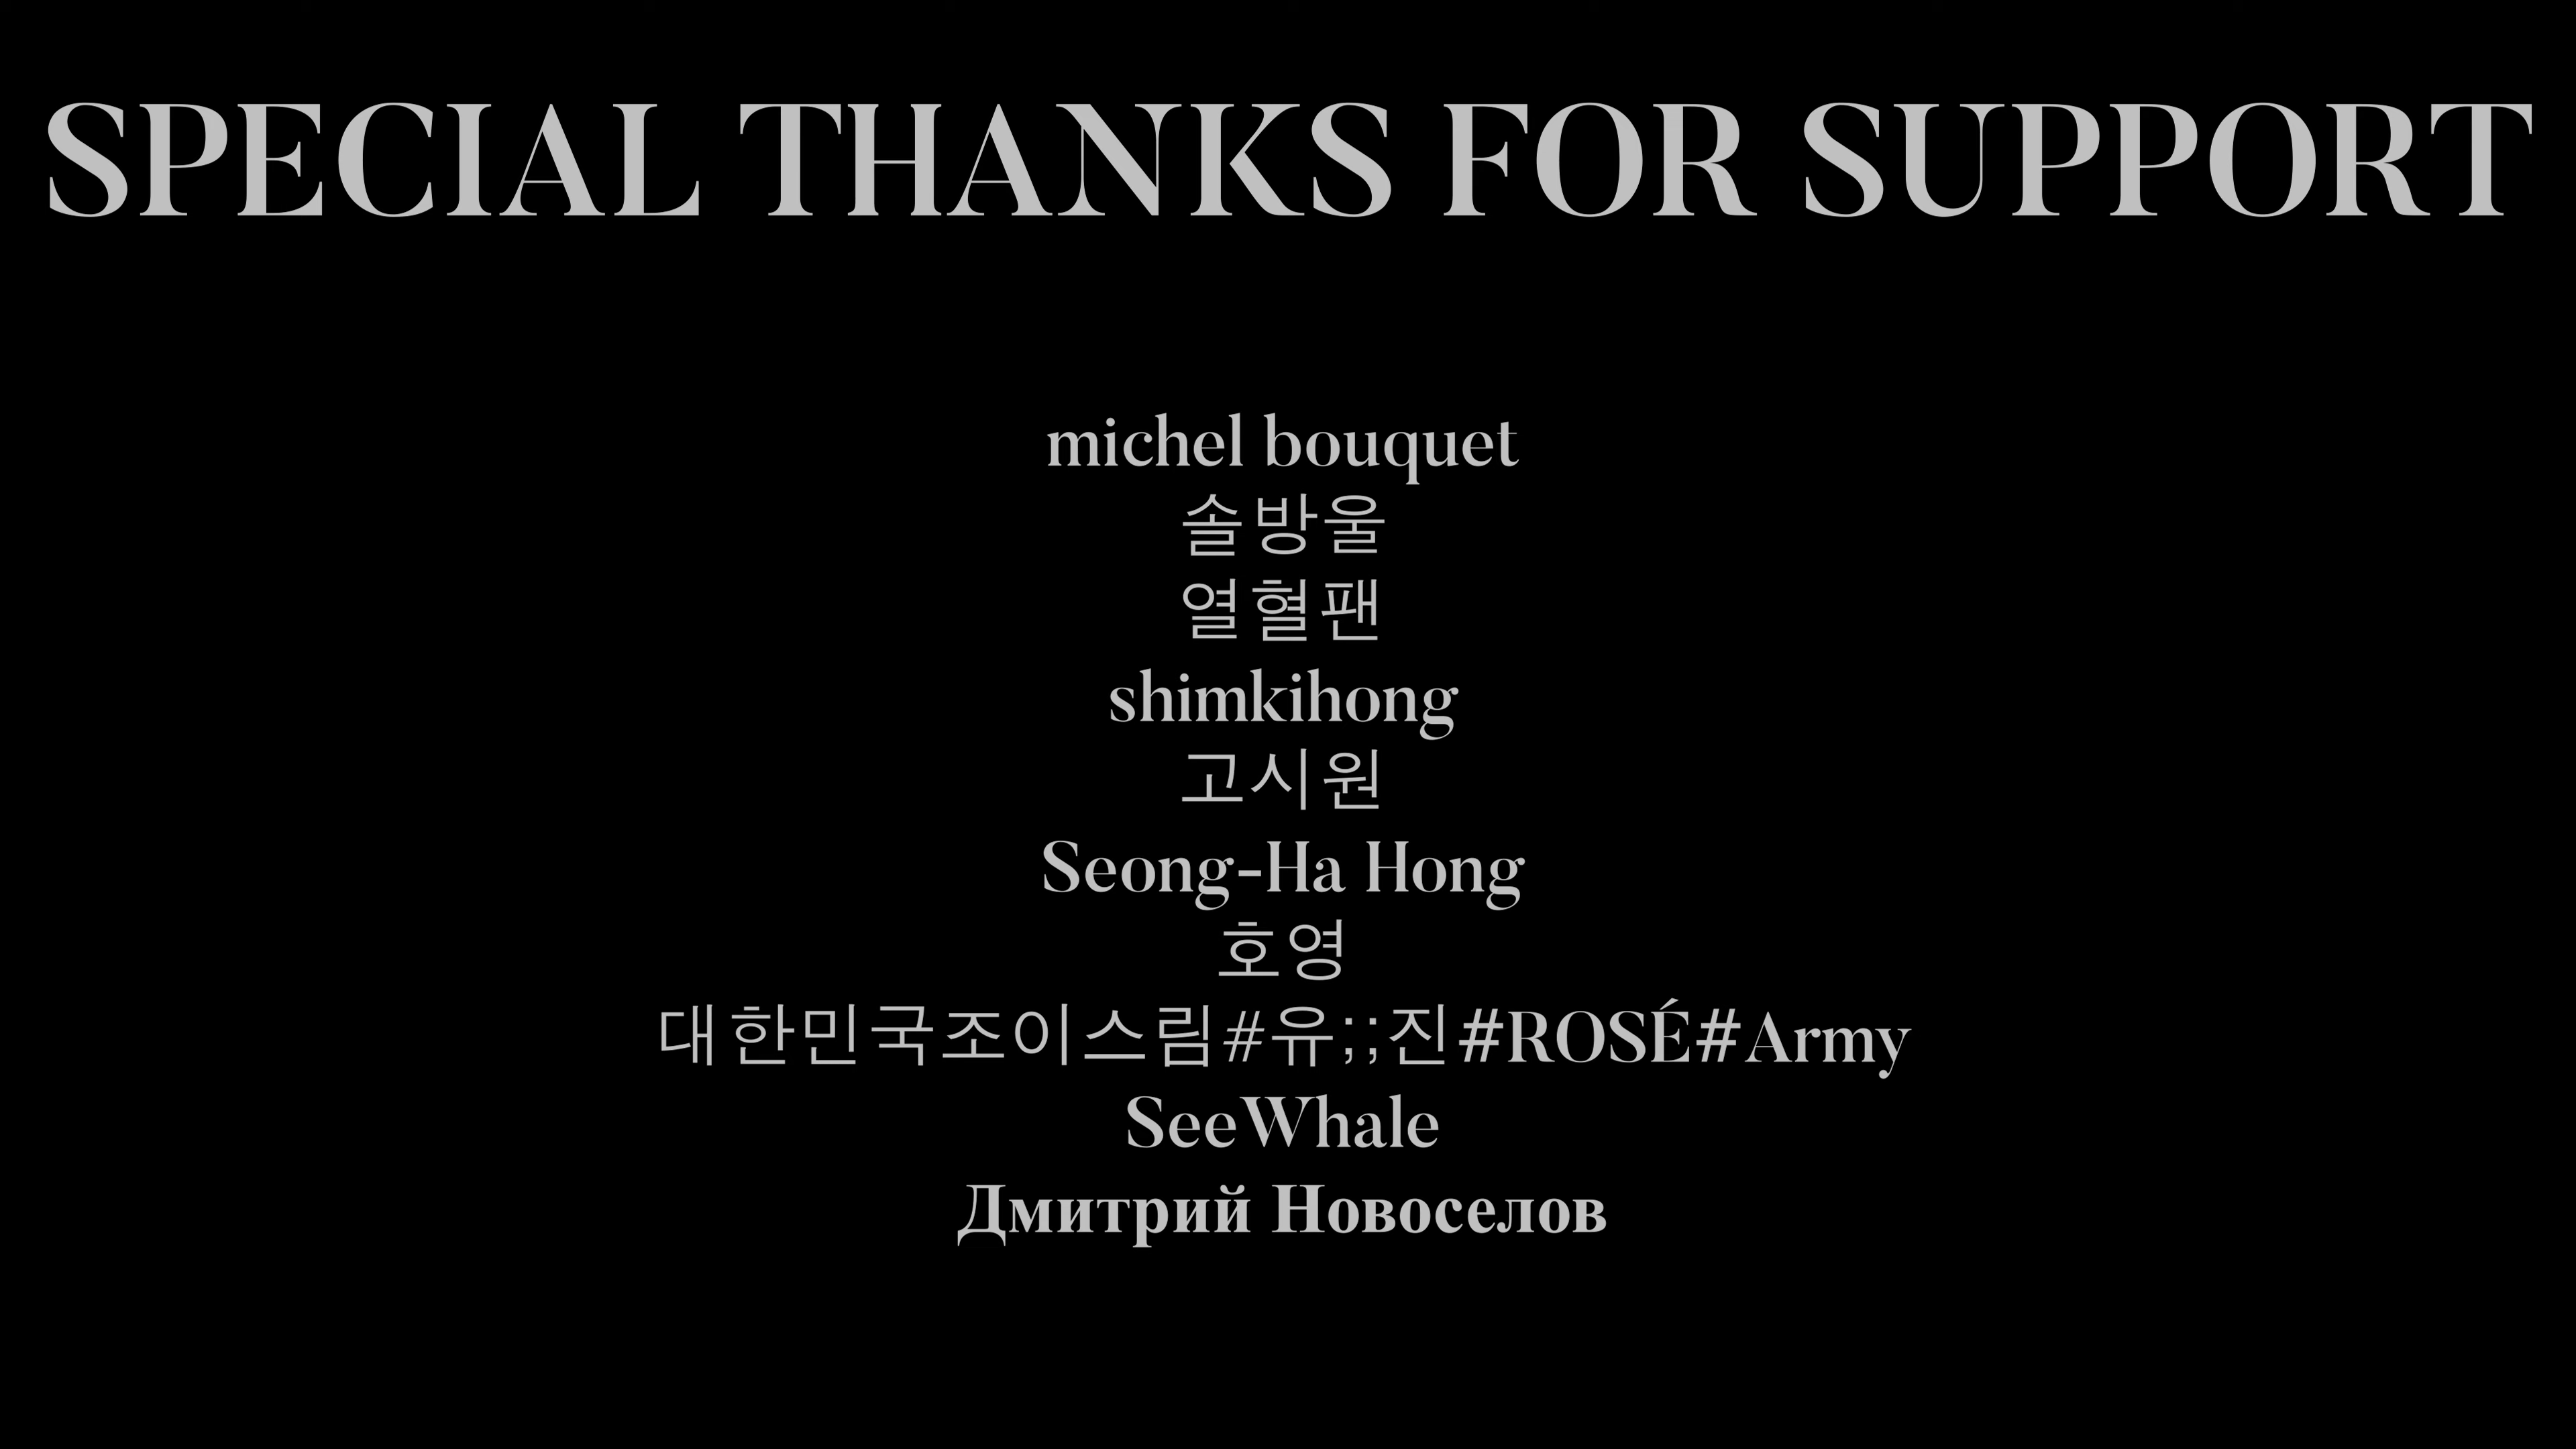 SPECIAL THANKS FOR SUPPORT
michel bouquet
솔방울
열혈팬
shimkihong
고시원
Seong-Ha Hong
호영
대한민국조이스림#유;;진#ROSÉ#Army
SeeWhale
Дмитрий Новоселов